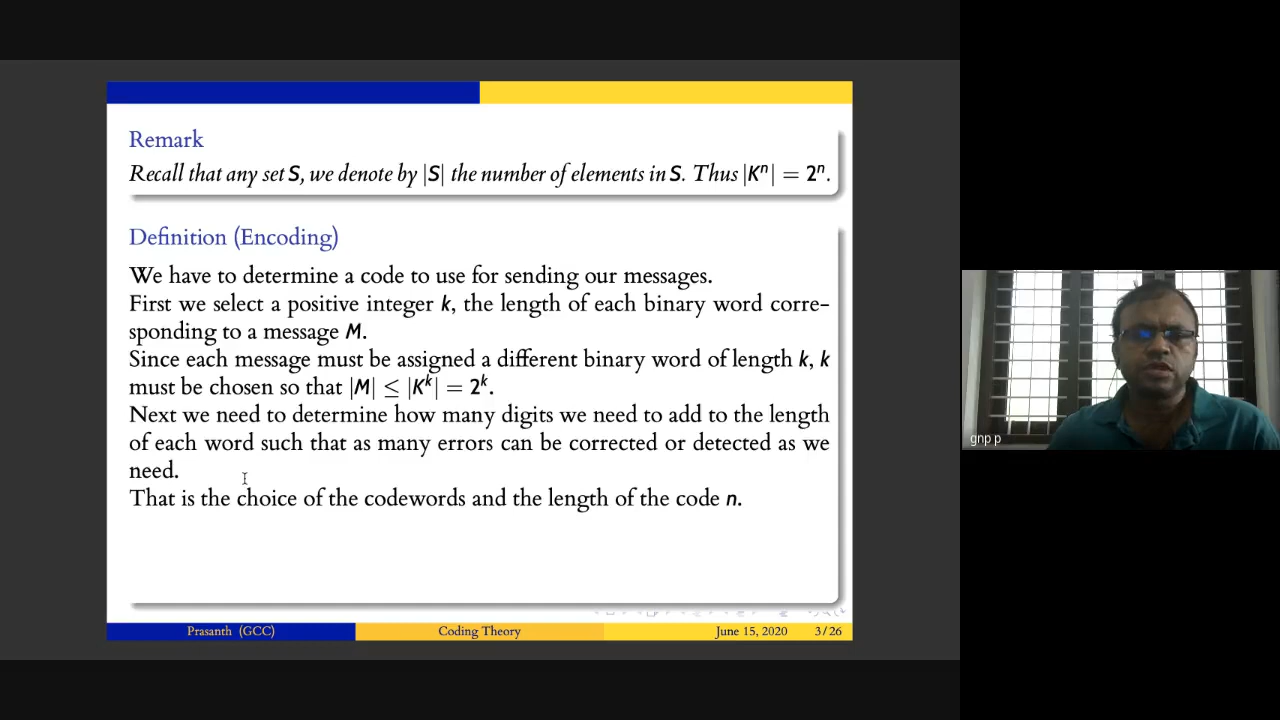 Remark
Recall that any set S, we denote by |S| the number of elements in S. Thus |Kⁿ| = 2ⁿ.
Definition (Encoding)
We have to determine a code to use for sending our messages.
First we select a positive integer k, the length of each binary word corre-
sponding to a message M.
Since each message must be assigned a different binary word of length k, k
must be chosen so that |M| ≤ |Kᵏ| = 2ᵏ.
Next we need to determine how many digits we need to add to the length
of each word such that as many errors can be corrected or detected as we
need.
That is the choice of the codewords and the length of the code n.
Prasanth (GCC) Coding Theory June 15, 2020 3 / 26
gnp p